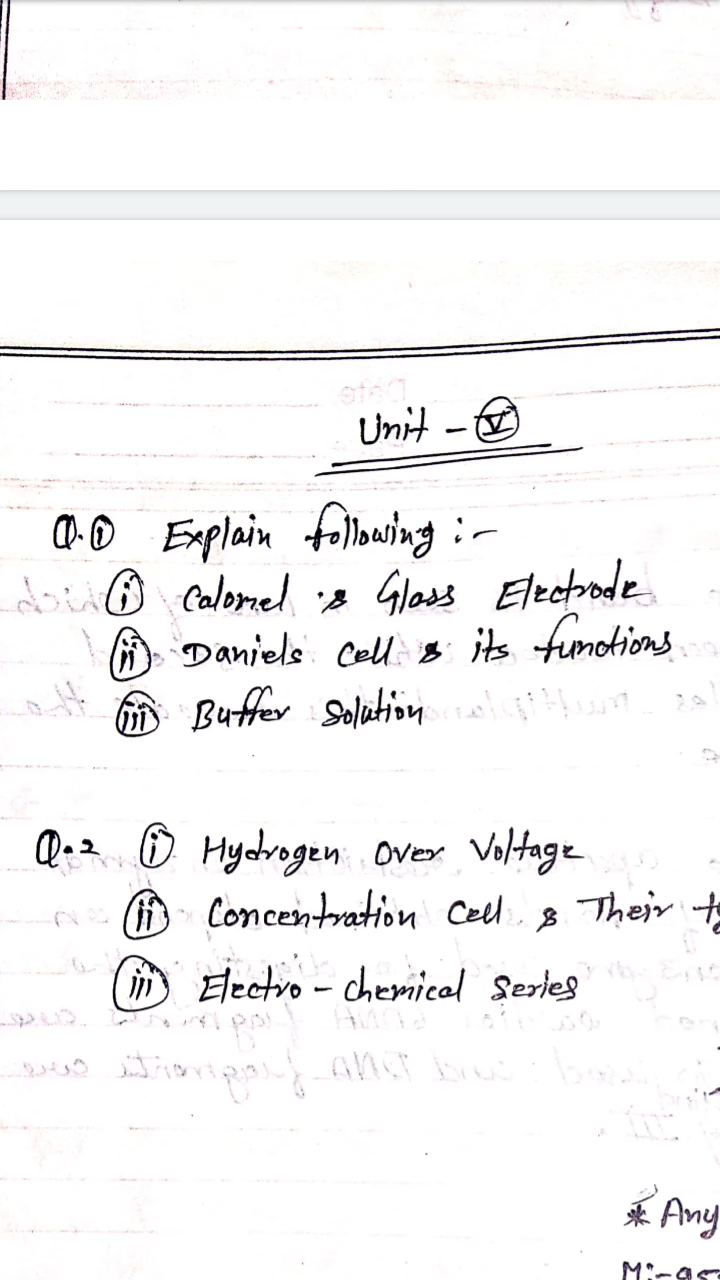 Unit - V
Q.1 Explain following :-
i Calomel & Glass Electrode
ii Daniels cell & its functions
iii Buffer Solution
Q.2 i Hydrogen Over Voltage
ii Concentration Cell & Their
iii Electro - chemical Series
* Any